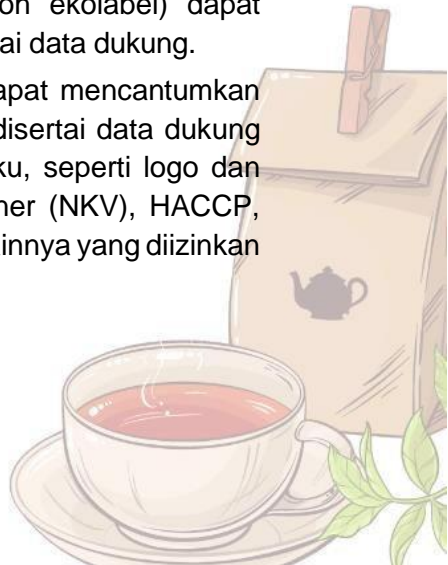 on ekolabel) dapat
ai data dukung.
apat mencantumkan
disertai data dukung
ku, seperti logo dan
ner (NKV), HACCP,
innya yang diizinkan